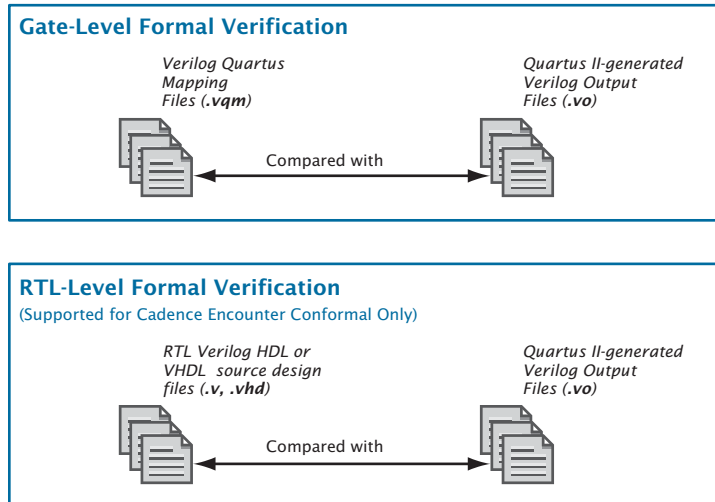 Gate-Level Formal Verification
Verilog Quartus
Mapping
Files (.vqm)
Quartus II-generated
Verilog Output
Files (.vo)
Compared with
RTL-Level Formal Verification
(Supported for Cadence Encounter Conformal Only)
RTL Verilog HDL or
VHDL source design
files (.v, .vhd)
Quartus II-generated
Verilog Output
Files (.vo)
Compared with